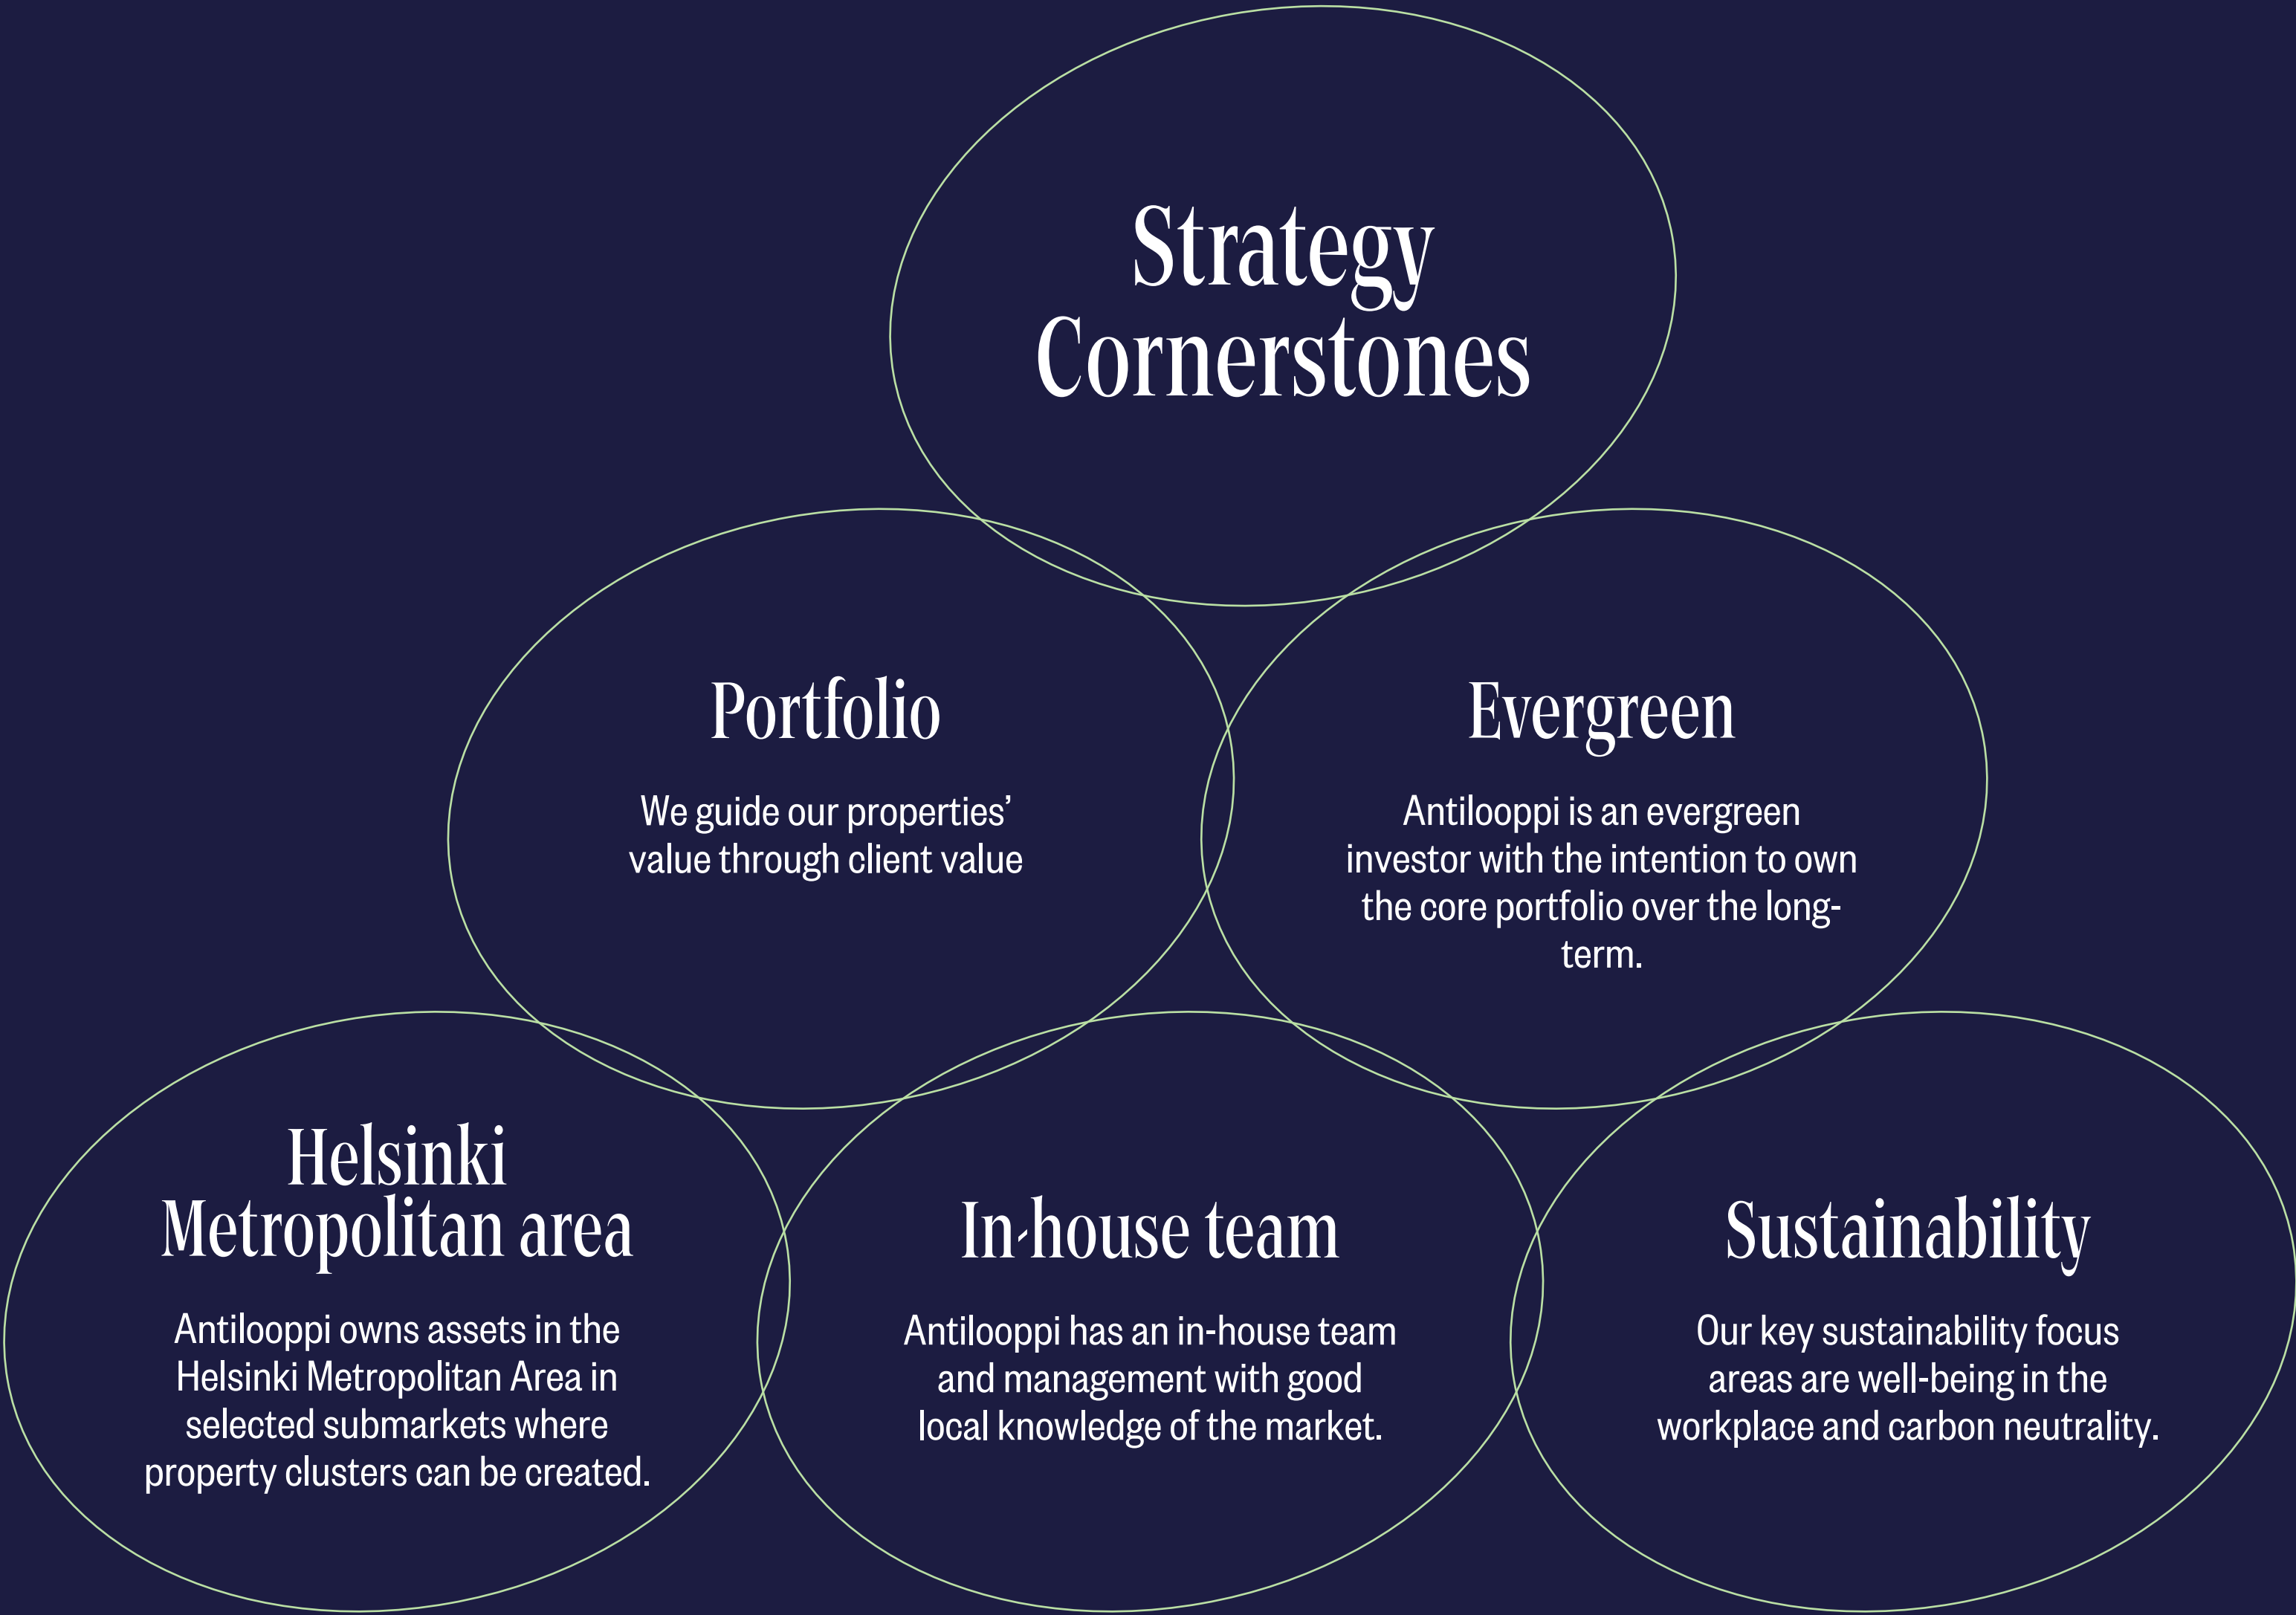 Strategy
Cornerstones
Portfolio
We guide our properties’
value through client value
Evergreen
Antilooppi is an evergreen
investor with the intention to own
the core portfolio over the long-
term.
Helsinki
Metropolitan area
Antilooppi owns assets in the
Helsinki Metropolitan Area in
selected submarkets where
property clusters can be created.
In-house team
Antilooppi has an in-house team
and management with good
local knowledge of the market.
Sustainability
Our key sustainability focus
areas are well-being in the
workplace and carbon neutrality.